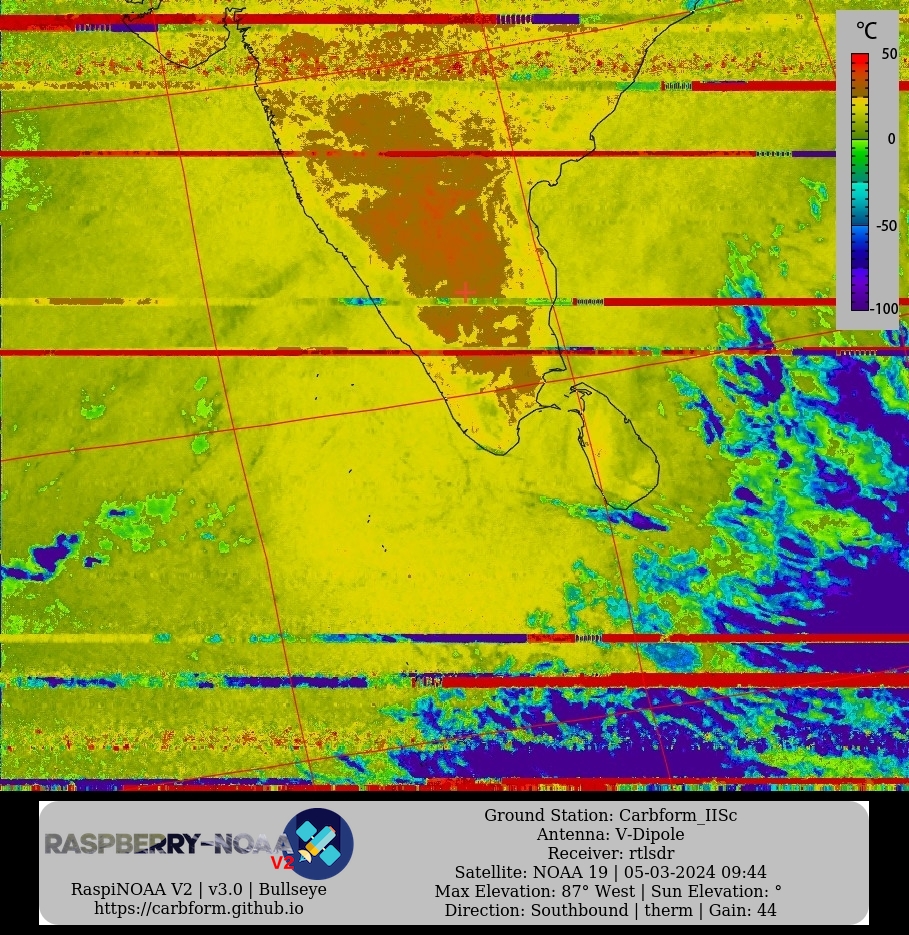 °C
50
0
-50
-100
RASPBERRY-NOAA
V2
RaspiNOAA V2 | v3.0 | Bullseye
https://carbform.github.io
Ground Station: Carbform_IISc
Antenna: V-Dipole
Receiver: rtlsdr
Satellite: NOAA 19 | 05-03-2024 09:44
Max Elevation: 87° West | Sun Elevation: °
Direction: Southbound | therm | Gain: 44